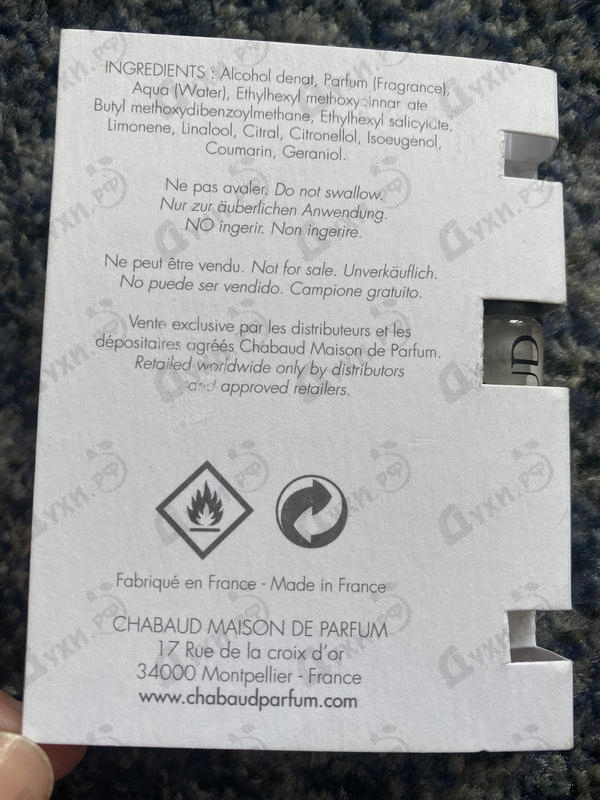 INGREDIENTS : Alcohol denat, Parfum (Fragrance),
Aqua (Water), Ethylhexyl
Butyl methoxydibenzoylmethane, Ethylhexyl salicylate,
Limonene, Linalool, Citral, Citronellol, Isoeugenol,
Coumarin, Geraniol.
Ne pas avaler. Do not swallow.
Nur zur äuberlichen Anwendung.
NO ingerir. Non ingerire.
Ne peut être vendu. Not for sale. Unverkäuflich.
No puede ser vendido. Campione gratuito.
Vente exclusive par les distributeurs et les
dépositaires agréés Chabaud Maison de Parfum.
Retailed worldwide only by distributors
and approved retailers.
Fabriqué en France - Made in France
CHABAUD MAISON DE PARFUM
17 Rue de la croix d'or
34000 Montpellier - France
www.chabaudparfum.com
Духи.рф